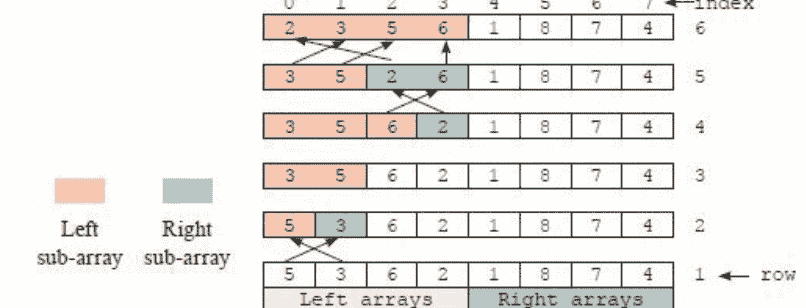 0 1 2 3 4 5 6 7 index
2 3 5 6 1 8 7 4 6
3 5 2 6 1 8 7 4 5
3 5 6 2 1 8 7 4 4
3 5 6 2 1 8 7 4 3
Left sub-array
Right sub-array
5 3 6 2 1 8 7 4 2
5 3 6 2 1 8 7 4 1 row
Left arrays Right arrays